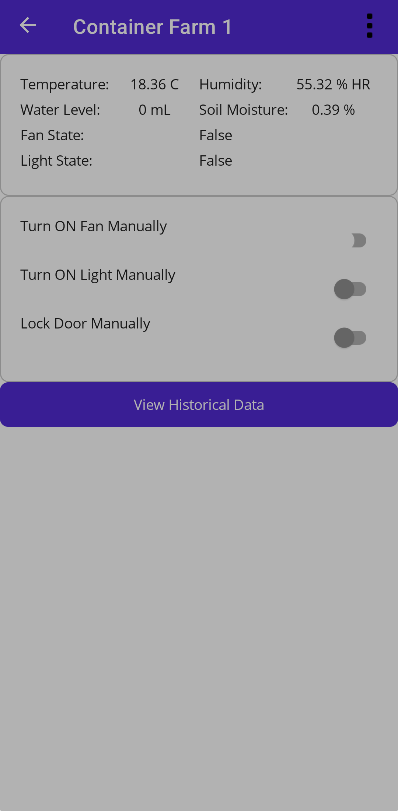 Container Farm 1
Temperature: 18.36 C Humidity: 55.32 % HR
Water Level: 0 mL Soil Moisture: 0.39 %
Fan State: False
Light State: False
Turn ON Fan Manually
Turn ON Light Manually
Lock Door Manually
View Historical Data